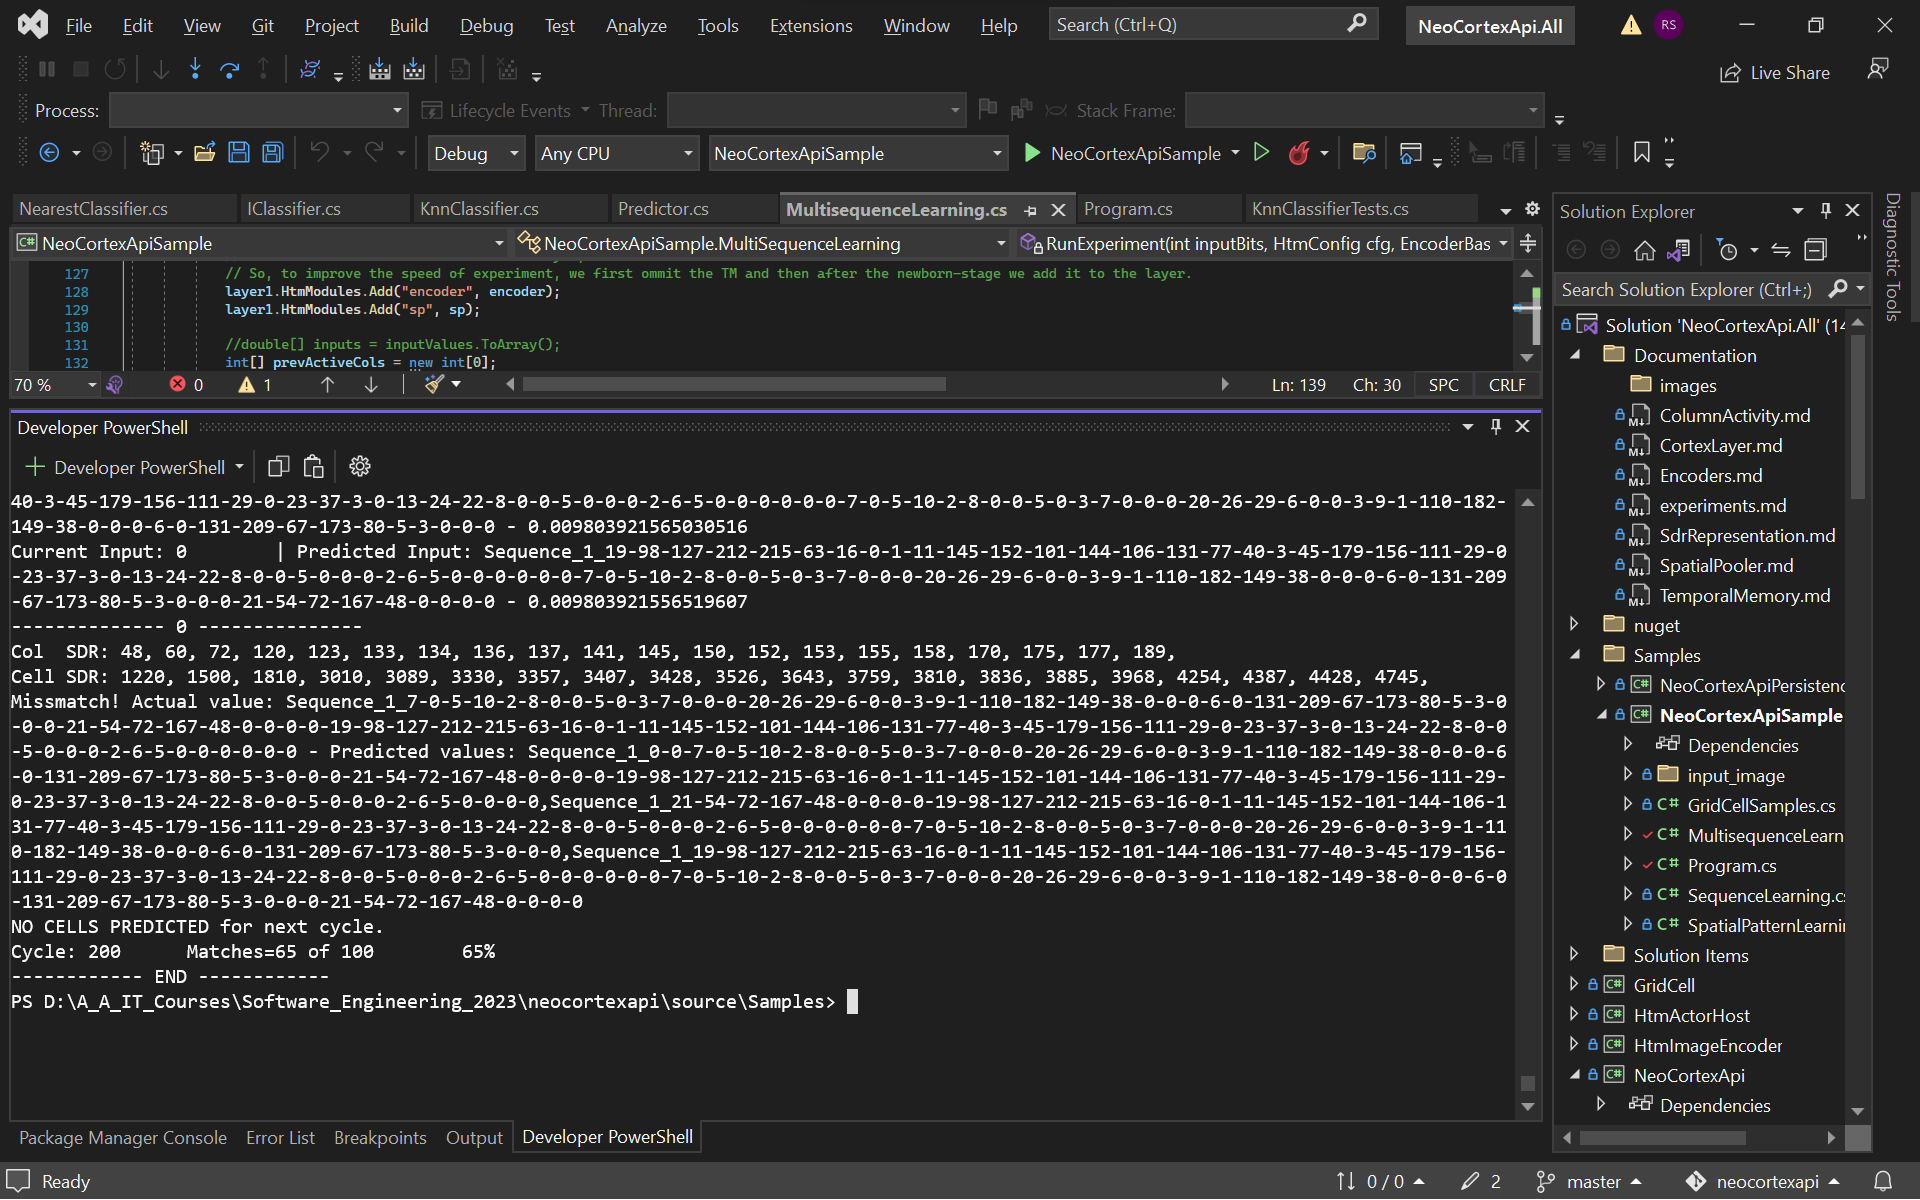 File Edit View Git Project Build Debug Test Analyze Tools Extensions Window Help Search (Ctrl+Q) NeoCortexApi.All RS
Live Share
Process: Lifecycle Events Thread: Stack Frame:
Debug Any CPU NeoCortexApiSample NeoCortexApiSample
NearestClassifier.cs IClassifier.cs KnnClassifier.cs Predictor.cs MultisequenceLearning.cs Program.cs KnnClassifierTests.cs
C# NeoCortexApiSample NeoCortexApiSample.MultiSequenceLearning RunExperiment(int inputBits, HtmConfig cfg, EncoderBas
127 // So, to improve the speed of experiment, we first ommit the TM and then after the newborn-stage we add it to the layer.
128 layer1.HtmModules.Add("encoder", encoder);
129 layer1.HtmModules.Add("sp", sp);
130
131 //double[] inputs = inputValues.ToArray();
132 int[] prevActiveCols = new int[0];
70 % 0 1 Ln: 139 Ch: 30 SPC CRLF
Developer PowerShell
Developer PowerShell
40-3-45-179-156-111-29-0-23-37-3-0-13-24-22-8-0-0-5-0-0-0-2-6-5-0-0-0-0-0-0-7-0-5-10-2-8-0-0-5-0-3-7-0-0-0-20-26-29-6-0-0-3-9-1-110-182-
149-38-0-0-0-6-0-131-209-67-173-80-5-3-0-0-0 - 0.009803921565030516
Current Input: 0 | Predicted Input: Sequence_1_19-98-127-212-215-63-16-0-1-11-145-152-101-144-106-131-77-40-3-45-179-156-111-29-0
-23-37-3-0-13-24-22-8-0-0-5-0-0-0-2-6-5-0-0-0-0-0-0-7-0-5-10-2-8-0-0-5-0-3-7-0-0-0-20-26-29-6-0-0-3-9-1-110-182-149-38-0-0-0-6-0-131-209
-67-173-80-5-3-0-0-0-21-54-72-167-48-0-0-0-0 - 0.009803921556519607
-------------- 0 ---------------
Col  SDR: 48, 60, 72, 120, 123, 133, 134, 136, 137, 141, 145, 150, 152, 153, 155, 158, 170, 175, 177, 189,
Cell SDR: 1220, 1500, 1810, 3010, 3089, 3330, 3357, 3407, 3428, 3526, 3643, 3759, 3810, 3836, 3885, 3968, 4254, 4387, 4428, 4745,
Missmatch! Actual value: Sequence_1_7-0-5-10-2-8-0-0-5-0-3-7-0-0-0-20-26-29-6-0-0-3-9-1-110-182-149-38-0-0-0-6-0-131-209-67-173-80-5-3-0
-0-0-21-54-72-167-48-0-0-0-0-19-98-127-212-215-63-16-0-1-11-145-152-101-144-106-131-77-40-3-45-179-156-111-29-0-23-37-3-0-13-24-22-8-0-0
-5-0-0-0-2-6-5-0-0-0-0-0-0 - Predicted values: Sequence_1_0-0-7-0-5-10-2-8-0-0-5-0-3-7-0-0-0-20-26-29-6-0-0-3-9-1-110-182-149-38-0-0-0-6
-0-131-209-67-173-80-5-3-0-0-0-21-54-72-167-48-0-0-0-0-19-98-127-212-215-63-16-0-1-11-145-152-101-144-106-131-77-40-3-45-179-156-111-29-
0-23-37-3-0-13-24-22-8-0-0-5-0-0-0-2-6-5-0-0-0-0,Sequence_1_21-54-72-167-48-0-0-0-0-19-98-127-212-215-63-16-0-1-11-145-152-101-144-106-1
31-77-40-3-45-179-156-111-29-0-23-37-3-0-13-24-22-8-0-0-5-0-0-0-2-6-5-0-0-0-0-0-0-7-0-5-10-2-8-0-0-5-0-3-7-0-0-0-20-26-29-6-0-0-3-9-1-11
0-182-149-38-0-0-0-6-0-131-209-67-173-80-5-3-0-0-0,Sequence_1_19-98-127-212-215-63-16-0-1-11-145-152-101-144-106-131-77-40-3-45-179-156-
111-29-0-23-37-3-0-13-24-22-8-0-0-5-0-0-0-2-6-5-0-0-0-0-0-0-7-0-5-10-2-8-0-0-5-0-3-7-0-0-0-20-26-29-6-0-0-3-9-1-110-182-149-38-0-0-0-6-0
-131-209-67-173-80-5-3-0-0-0-21-54-72-167-48-0-0-0-0
NO CELLS PREDICTED for next cycle.
Cycle: 200 Matches=65 of 100 65%
------------ END ------------
PS D:\A_A_IT_Courses\Software_Engineering_2023\neocortexapi\source\Samples>
Package Manager Console Error List Breakpoints Output Developer PowerShell
Solution Explorer
Search Solution Explorer (Ctrl+;)
Solution 'NeoCortexApi.All' (14
Documentation
images
ColumnActivity.md
CortexLayer.md
Encoders.md
experiments.md
SdrRepresentation.md
SpatialPooler.md
TemporalMemory.md
nuget
Samples
C# NeoCortexApiPersistenc
C# NeoCortexApiSample
Dependencies
input_image
C# GridCellSamples.cs
C# MultisequenceLearn
C# Program.cs
C# SequenceLearning.c
C# SpatialPatternLearni
Solution Items
C# GridCell
C# HtmActorHost
C# HtmImageEncoder
C# NeoCortexApi
Dependencies
Diagnostic Tools
Ready 0 / 0 2 master neocortexapi